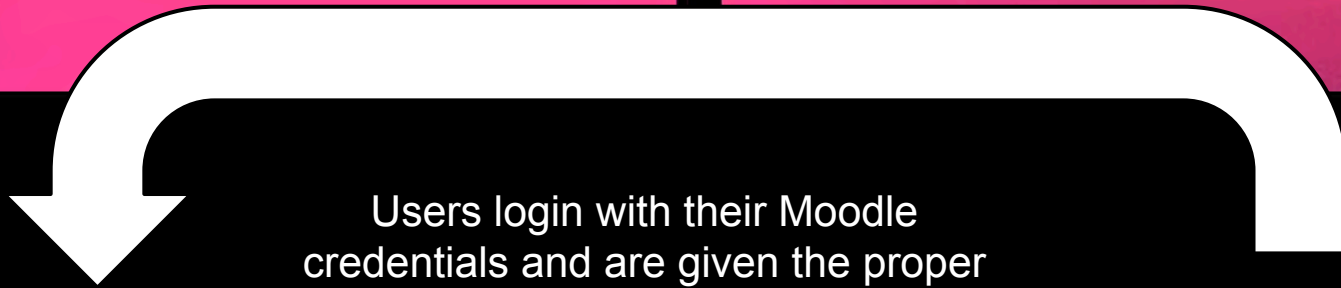 Users login with their Moodle
credentials and are given the proper